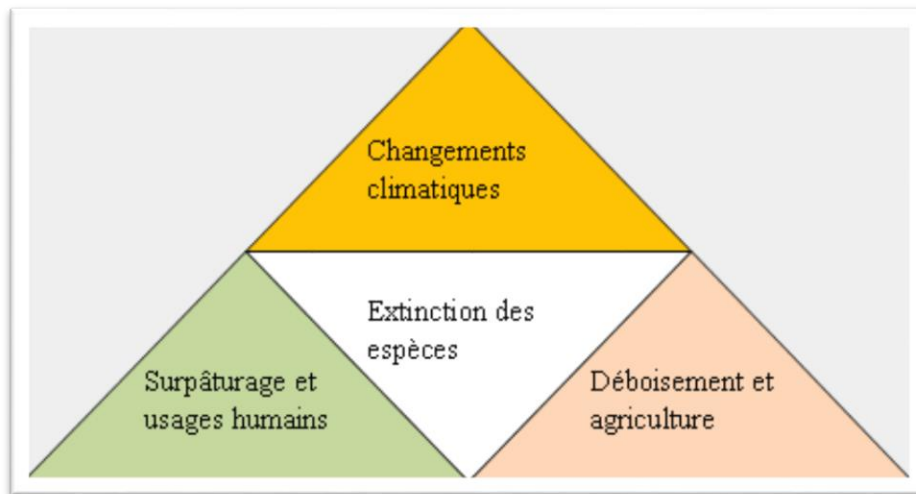 Changements
climatiques
Extinction des
espèces
Surpâturage et
usages humains
Déboisement et
agriculture